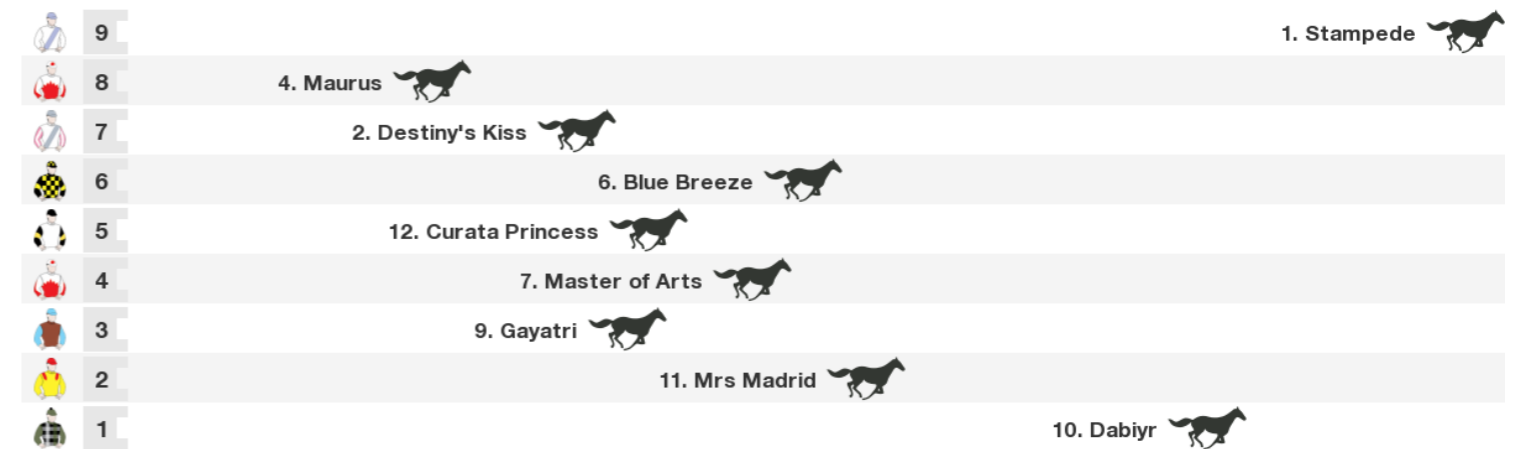 9 1. Stampede
8 4. Maurus
7 2. Destiny's Kiss
6 6. Blue Breeze
5 12. Curata Princess
4 7. Master of Arts
3 9. Gayatri
2 11. Mrs Madrid
1 10. Dabiyr